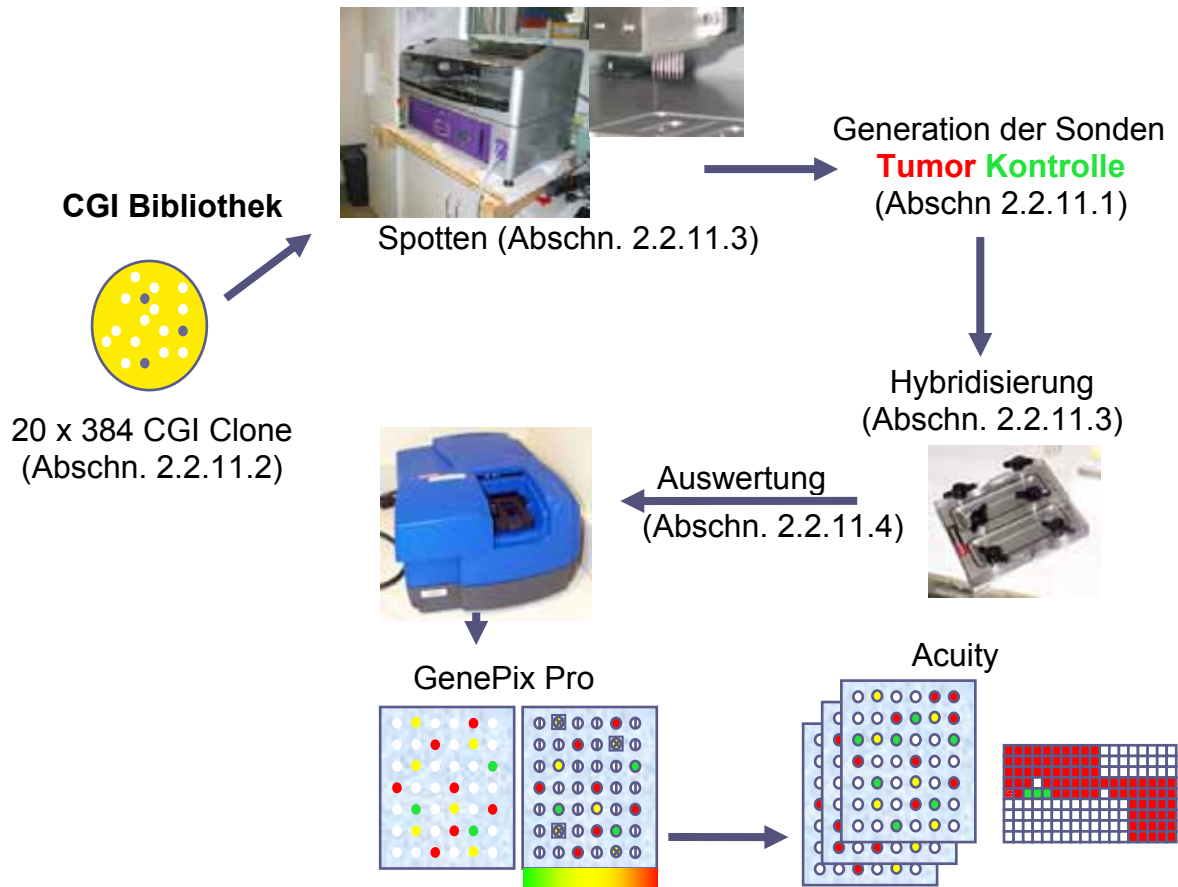 CGI Bibliothek
20 x 384 CGI Clone
(Abschn. 2.2.11.2)
Spotten (Abschn. 2.2.11.3)
Generation der Sonden
Tumor Kontrolle
(Abschn 2.2.11.1)
Hybridisierung
(Abschn. 2.2.11.3)
Auswertung
(Abschn. 2.2.11.4)
GenePix Pro
Acuity